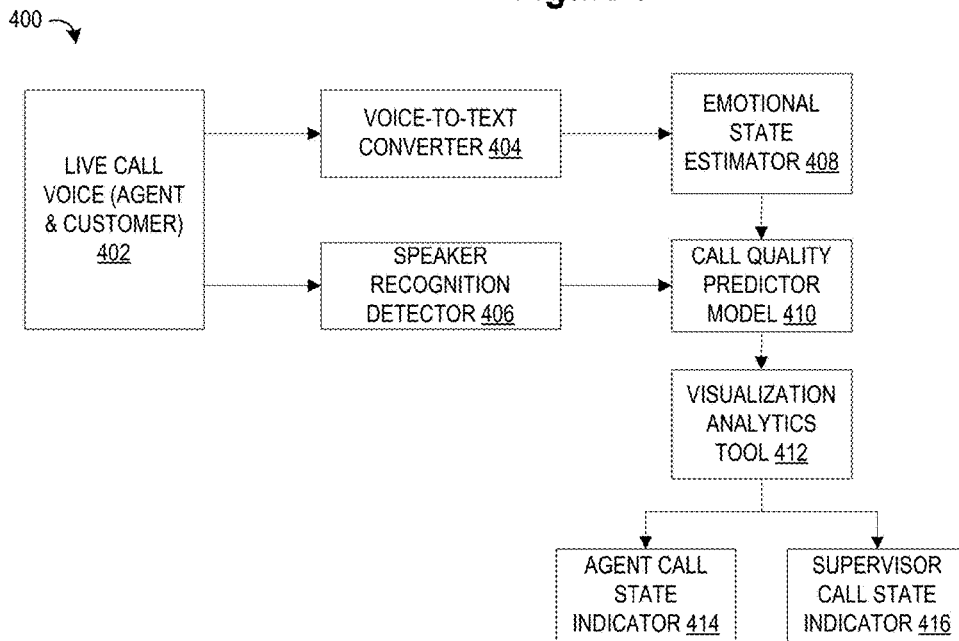 400
LIVE CALL
VOICE (AGENT
& CUSTOMER)
402
VOICE-TO-TEXT
CONVERTER 404
SPEAKER
RECOGNITION
DETECTOR 406
EMOTIONAL
STATE
ESTIMATOR 408
CALL QUALITY
PREDICTOR
MODEL 410
VISUALIZATION
ANALYTICS
TOOL 412
AGENT CALL
STATE
INDICATOR 414
SUPERVISOR
CALL STATE
INDICATOR 416